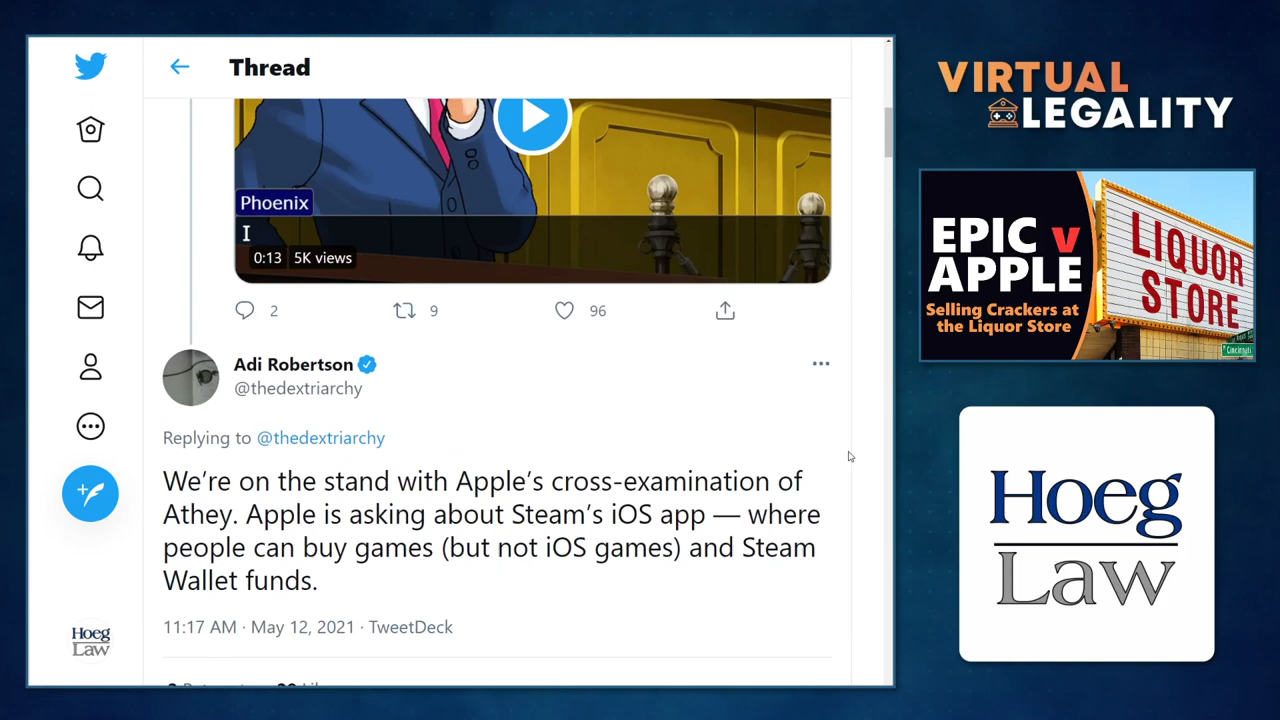 Thread
Phoenix
I
0:13 5K views
2 9 96
Adi Robertson
@thedextriarchy
Replying to @thedextriarchy
We're on the stand with Apple's cross-examination of
Athey. Apple is asking about Steam's iOS app — where
people can buy games (but not iOS games) and Steam
Wallet funds.
11:17 AM · May 12, 2021 · TweetDeck
Hoeg
Law
VIRTUAL
LEGALITY
EPIC v
APPLE
Selling Crackers at
the Liquor Store
LIQUOR
STORE
Cincinnati
Hoeg
Law